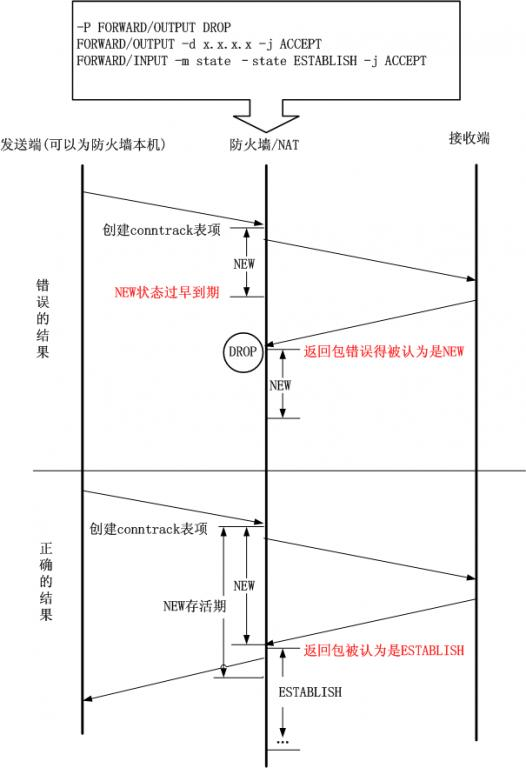 -P FORWARD/OUTPUT DROP
FORWARD/OUTPUT -d x.x.x.x -j ACCEPT
FORWARD/INPUT -m state -state ESTABLISH -j ACCEPT
发送端(可以为防火墙本机)
防火墙/NAT
接收端
错误的结果
创建conntrack表项
NEW
NEW状态过早到期
DROP
返回包错误得被认为是NEW
NEW
正确的结果
创建conntrack表项
NEW
NEW存活期
返回包被认为是ESTABLISH
ESTABLISH
...